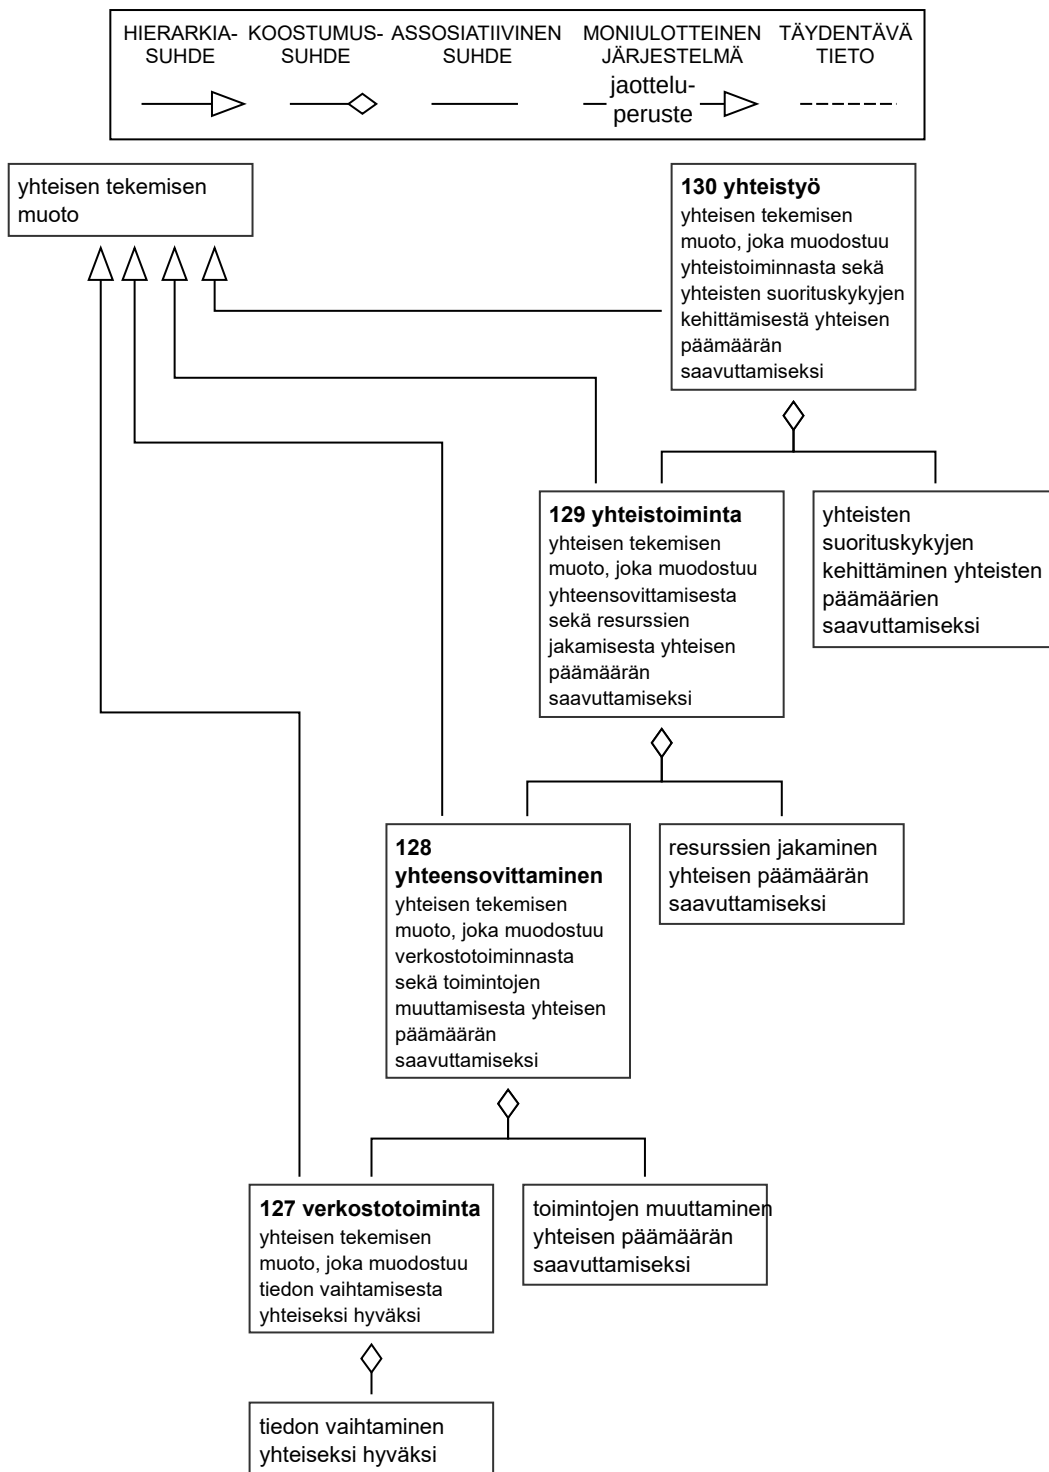 HIERARKIA-
SUHDE
KOOSTUMUS-
SUHDE
ASSOSIATIIVINEN
SUHDE
MONIULOTTEINEN
JÄRJESTELMÄ
jaottelu-
peruste
TÄYDENTÄVÄ
TIETO
yhteisen tekemisen
muoto
130 yhteistyö
yhteisen tekemisen
muoto, joka muodostuu
yhteistoiminnasta sekä
yhteisten suorituskykyjen
kehittämisestä yhteisen
päämäärän
saavuttamiseksi
129 yhteistoiminta
yhteisen tekemisen
muoto, joka muodostuu
yhteensovittamisesta
sekä resurssien
jakamisesta yhteisen
päämäärän
saavuttamiseksi
yhteisten
suorituskykyjen
kehittäminen yhteisten
päämäärien
saavuttamiseksi
128
yhteensovittaminen
yhteisen tekemisen
muoto, joka muodostuu
verkostotoiminnasta
sekä toimintojen
muuttamisesta yhteisen
päämäärän
saavuttamiseksi
resurssien jakaminen
yhteisen päämäärän
saavuttamiseksi
127 verkostotoiminta
yhteisen tekemisen
muoto, joka muodostuu
tiedon vaihtamisesta
yhteiseksi hyväksi
toimintojen muuttaminen
yhteisen päämäärän
saavuttamiseksi
tiedon vaihtaminen
yhteiseksi hyväksi